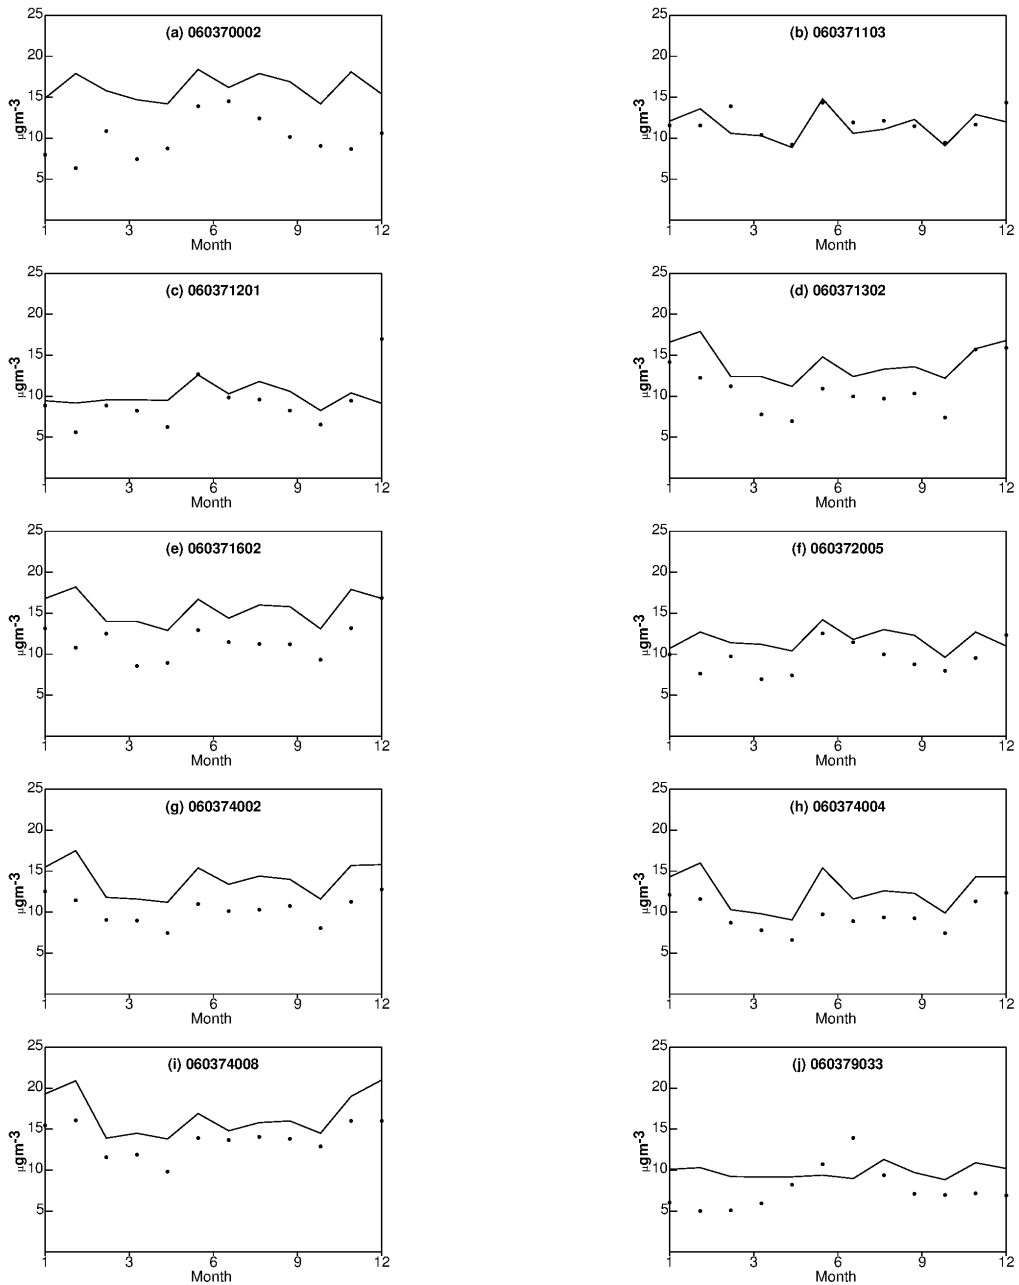 25
(a) 060370002
20
15
µgm-3
10
5
1 3 6 9 12
Month
25
(b) 060371103
20
15
µgm-3
10
5
1 3 6 9 12
Month
25
(c) 060371201
20
15
µgm-3
10
5
1 3 6 9 12
Month
25
(d) 060371302
20
15
µgm-3
10
5
1 3 6 9 12
Month
25
(e) 060371602
20
15
µgm-3
10
5
1 3 6 9 12
Month
25
(f) 060372005
20
15
µgm-3
10
5
1 3 6 9 12
Month
25
(g) 060374002
20
15
µgm-3
10
5
1 3 6 9 12
Month
25
(h) 060374004
20
15
µgm-3
10
5
1 3 6 9 12
Month
25
(i) 060374008
20
15
µgm-3
10
5
1 3 6 9 12
Month
25
(j) 060379033
20
15
µgm-3
10
5
1 3 6 9 12
Month